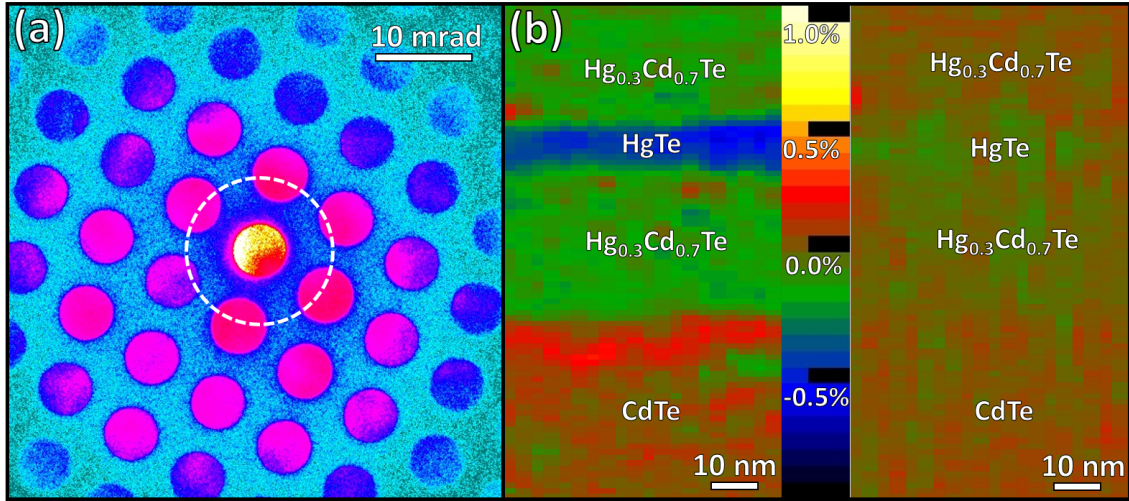 (a)
10 mrad
(b)
Hg0.3Cd0.7Te
HgTe
Hg0.3Cd0.7Te
CdTe
10 nm
1.0%
0.5%
0.0%
-0.5%
Hg0.3Cd0.7Te
HgTe
Hg0.3Cd0.7Te
CdTe
10 nm